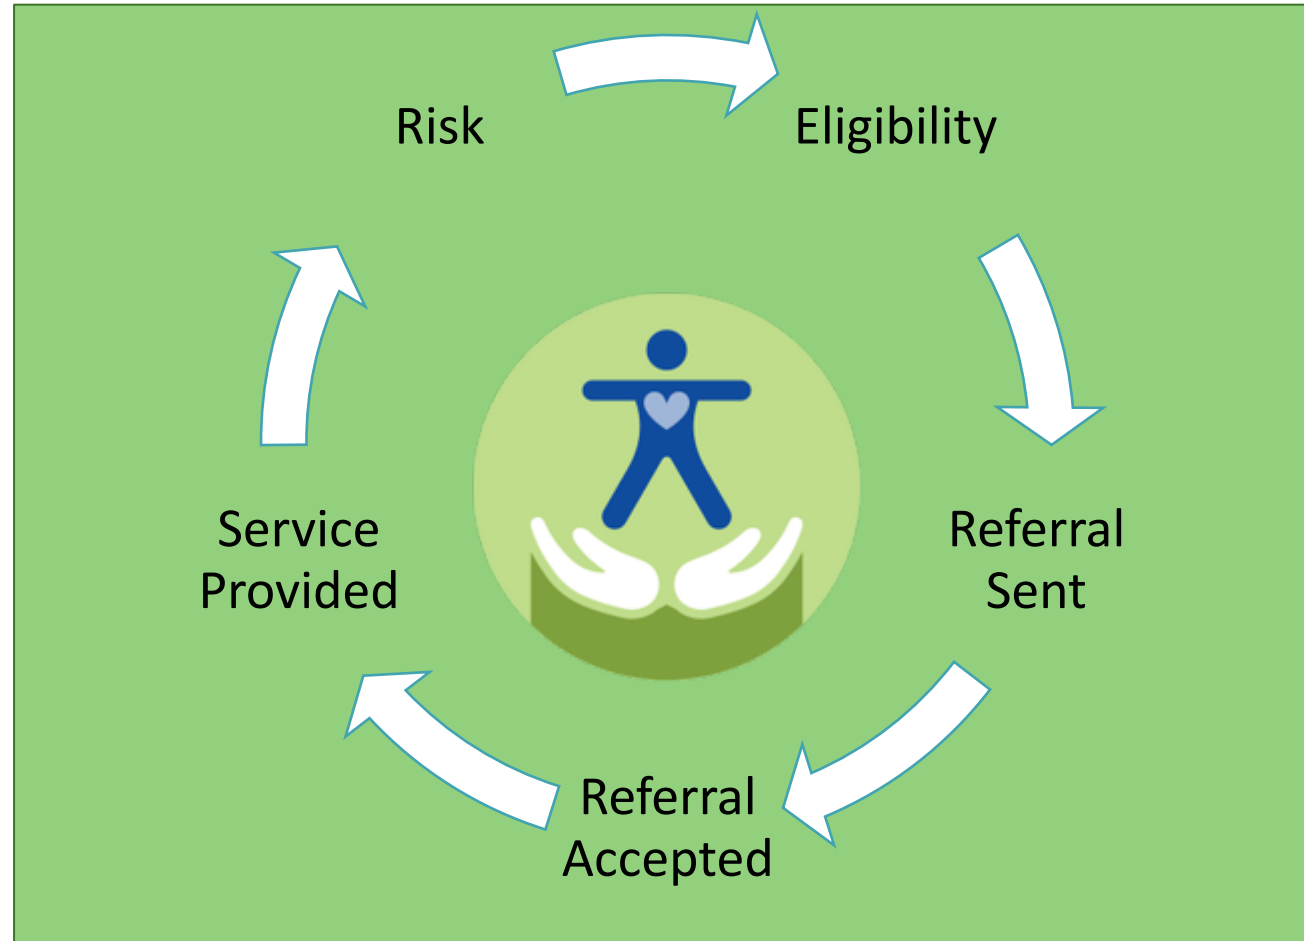 Risk
Eligibility
Referral
Sent
Referral
Accepted
Service
Provided